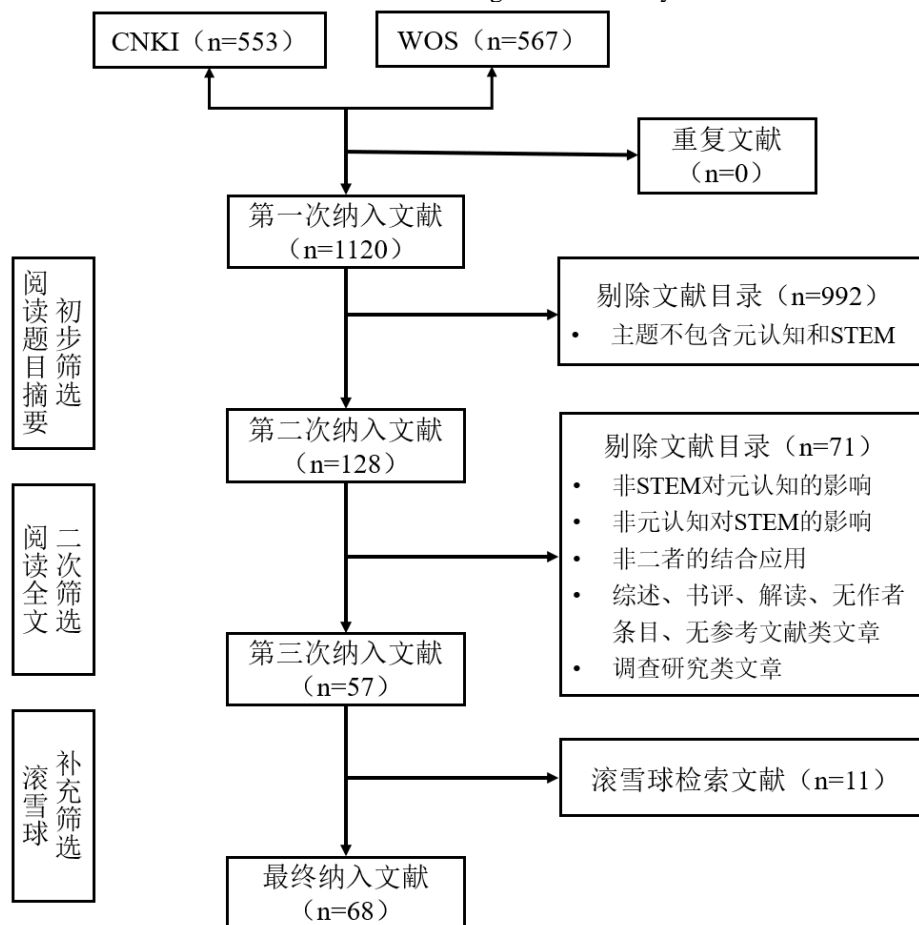 CNKI（n=553）
WOS（n=567）
重复文献
（n=0）
第一次纳入文献
（n=1120）
初步筛选
阅读题目摘要
剔除文献目录（n=992）
• 主题不包含元认知和STEM
第二次纳入文献
（n=128）
剔除文献目录（n=71）
• 非STEM对元认知的影响
• 非元认知对STEM的影响
• 非二者的结合应用
• 综述、书评、解读、无作者
条目、无参考文献类文章
• 调查研究类文章
二次筛选
阅读全文
第三次纳入文献
（n=57）
补充筛选
滚雪球
滚雪球检索文献（n=11）
最终纳入文献
（n=68）